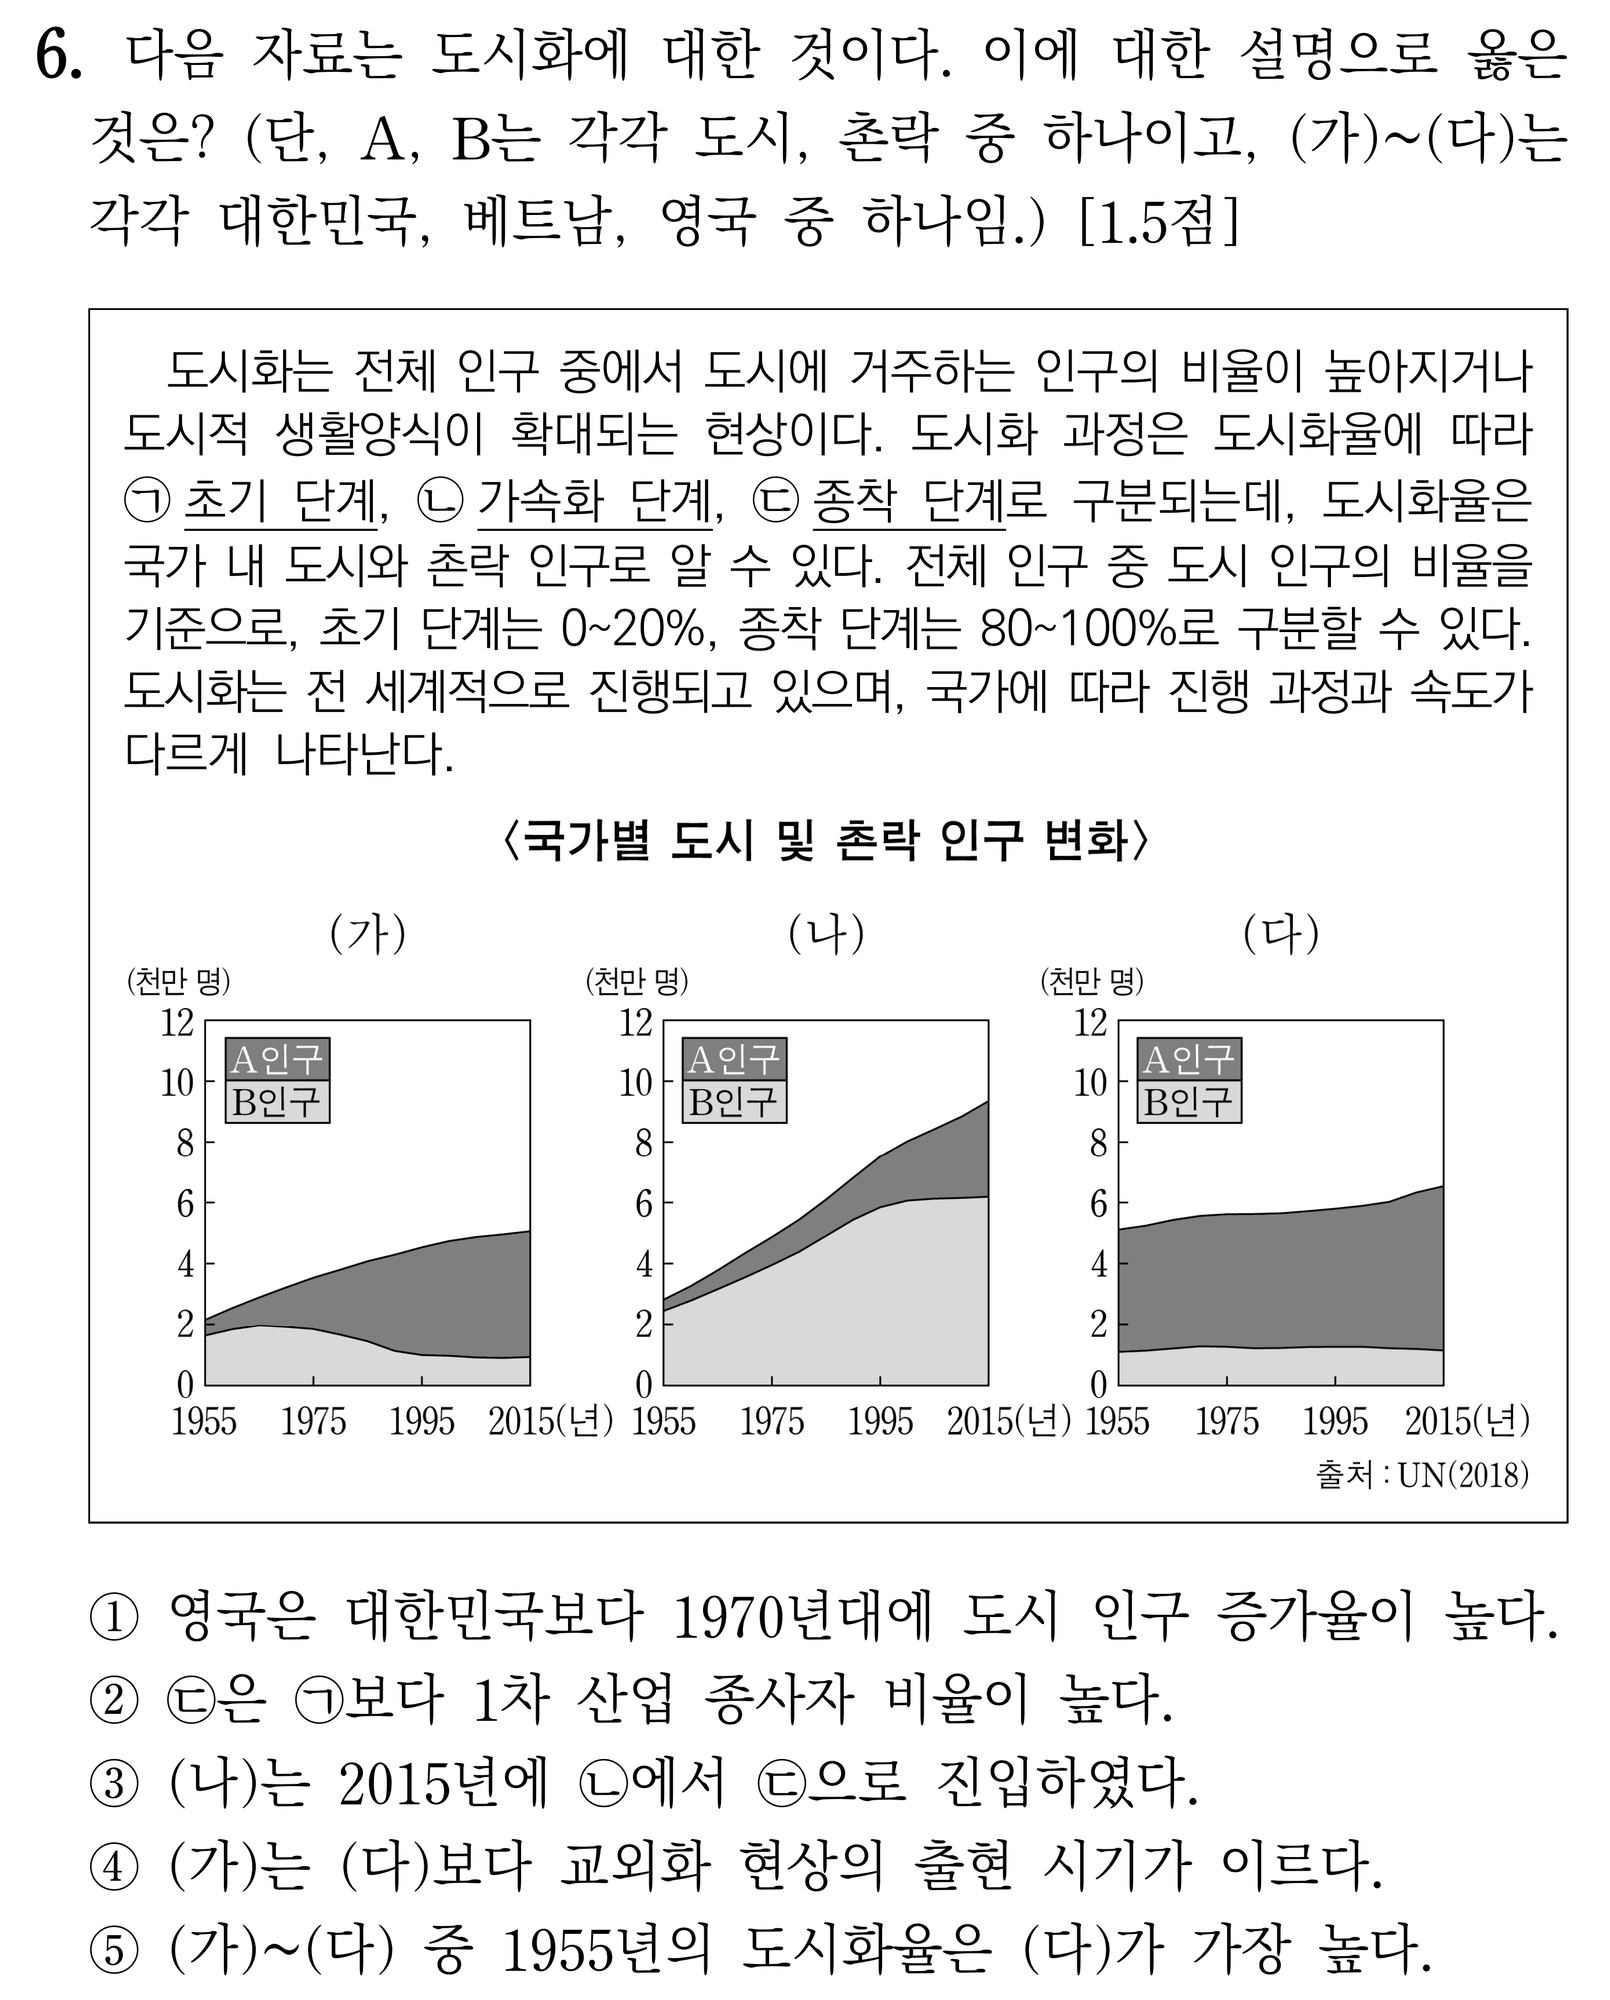 6. 다음 자료는 도시화에 대한 것이다. 이에 대한 설명으로 옳은
것은? (단, A, B는 각각 도시, 촌락 중 하나이고, (가)~(다)는
각각 대한민국, 베트남, 영국 중 하나임.) [1.5점]
도시화는 전체 인구 중에서 도시에 거주하는 인구의 비율이 높아지거나
도시적 생활양식이 확대되는 현상이다. 도시화 과정은 도시화율에 따라
㉠ 초기 단계, ㉡ 가속화 단계, ㉢ 종착 단계로 구분되는데, 도시화율은
국가 내 도시와 촌락 인구로 알 수 있다. 전체 인구 중 도시 인구의 비율을
기준으로, 초기 단계는 0~20%, 종착 단계는 80~100%로 구분할 수 있다.
도시화는 전 세계적으로 진행되고 있으며, 국가에 따라 진행 과정과 속도가
다르게 나타난다.
〈국가별 도시 및 촌락 인구 변화〉
(가) (나) (다)
(천만 명) (천만 명) (천만 명)
12 12 12
A인구 A인구 A인구
10 10 10
B인구 B인구 B인구
8 8 8
6 6 6
4 4 4
2 2 2
0 0 0
1955 1975 1995 2015(년) 1955 1975 1995 2015(년) 1955 1975 1995 2015(년)
출처 : UN(2018)
① 영국은 대한민국보다 1970년대에 도시 인구 증가율이 높다.
② ㉢은 ㉠보다 1차 산업 종사자 비율이 높다.
③ (나)는 2015년에 ㉡에서 ㉢으로 진입하였다.
④ (가)는 (다)보다 교외화 현상의 출현 시기가 이르다.
⑤ (가)~(다) 중 1955년의 도시화율은 (다)가 가장 높다.